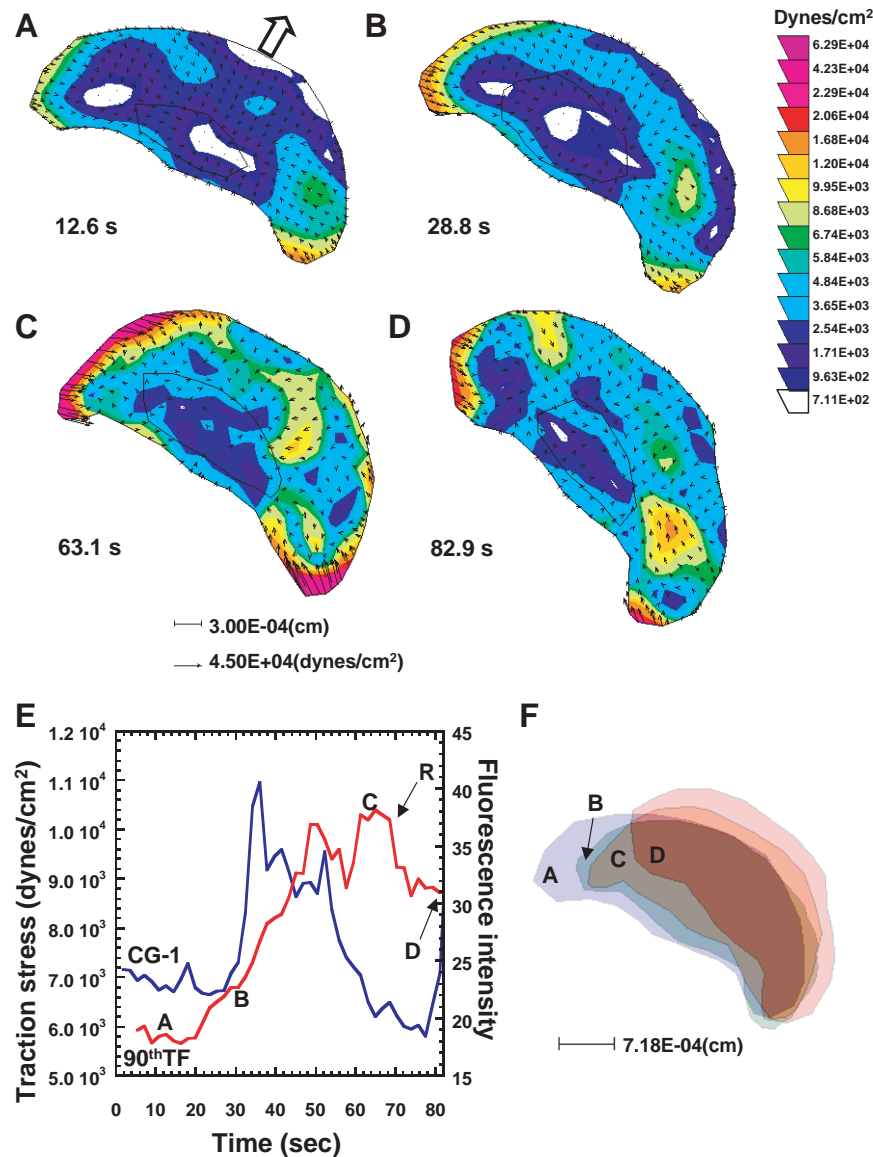 A
B
Dynes/cm²
6.29E+04
4.23E+04
2.29E+04
2.06E+04
1.68E+04
1.20E+04
9.95E+03
8.68E+03
6.74E+03
5.84E+03
4.84E+03
3.65E+03
2.54E+03
1.71E+03
9.63E+02
7.11E+02
12.6 s
28.8 s
C
D
63.1 s
82.9 s
3.00E-04(cm)
4.50E+04(dynes/cm²)
E
Traction stress (dynes/cm²)
1.2 10⁴
1.1 10⁴
1.0 10⁴
9.0 10³
8.0 10³
7.0 10³
6.0 10³
5.0 10³
CG-1
A
90ᵗʰTF
B
C
R
D
45
40
35
30
25
20
15
Fluorescence intensity
0 10 20 30 40 50 60 70 80
Time (sec)
F
B
A
C
D
7.18E-04(cm)